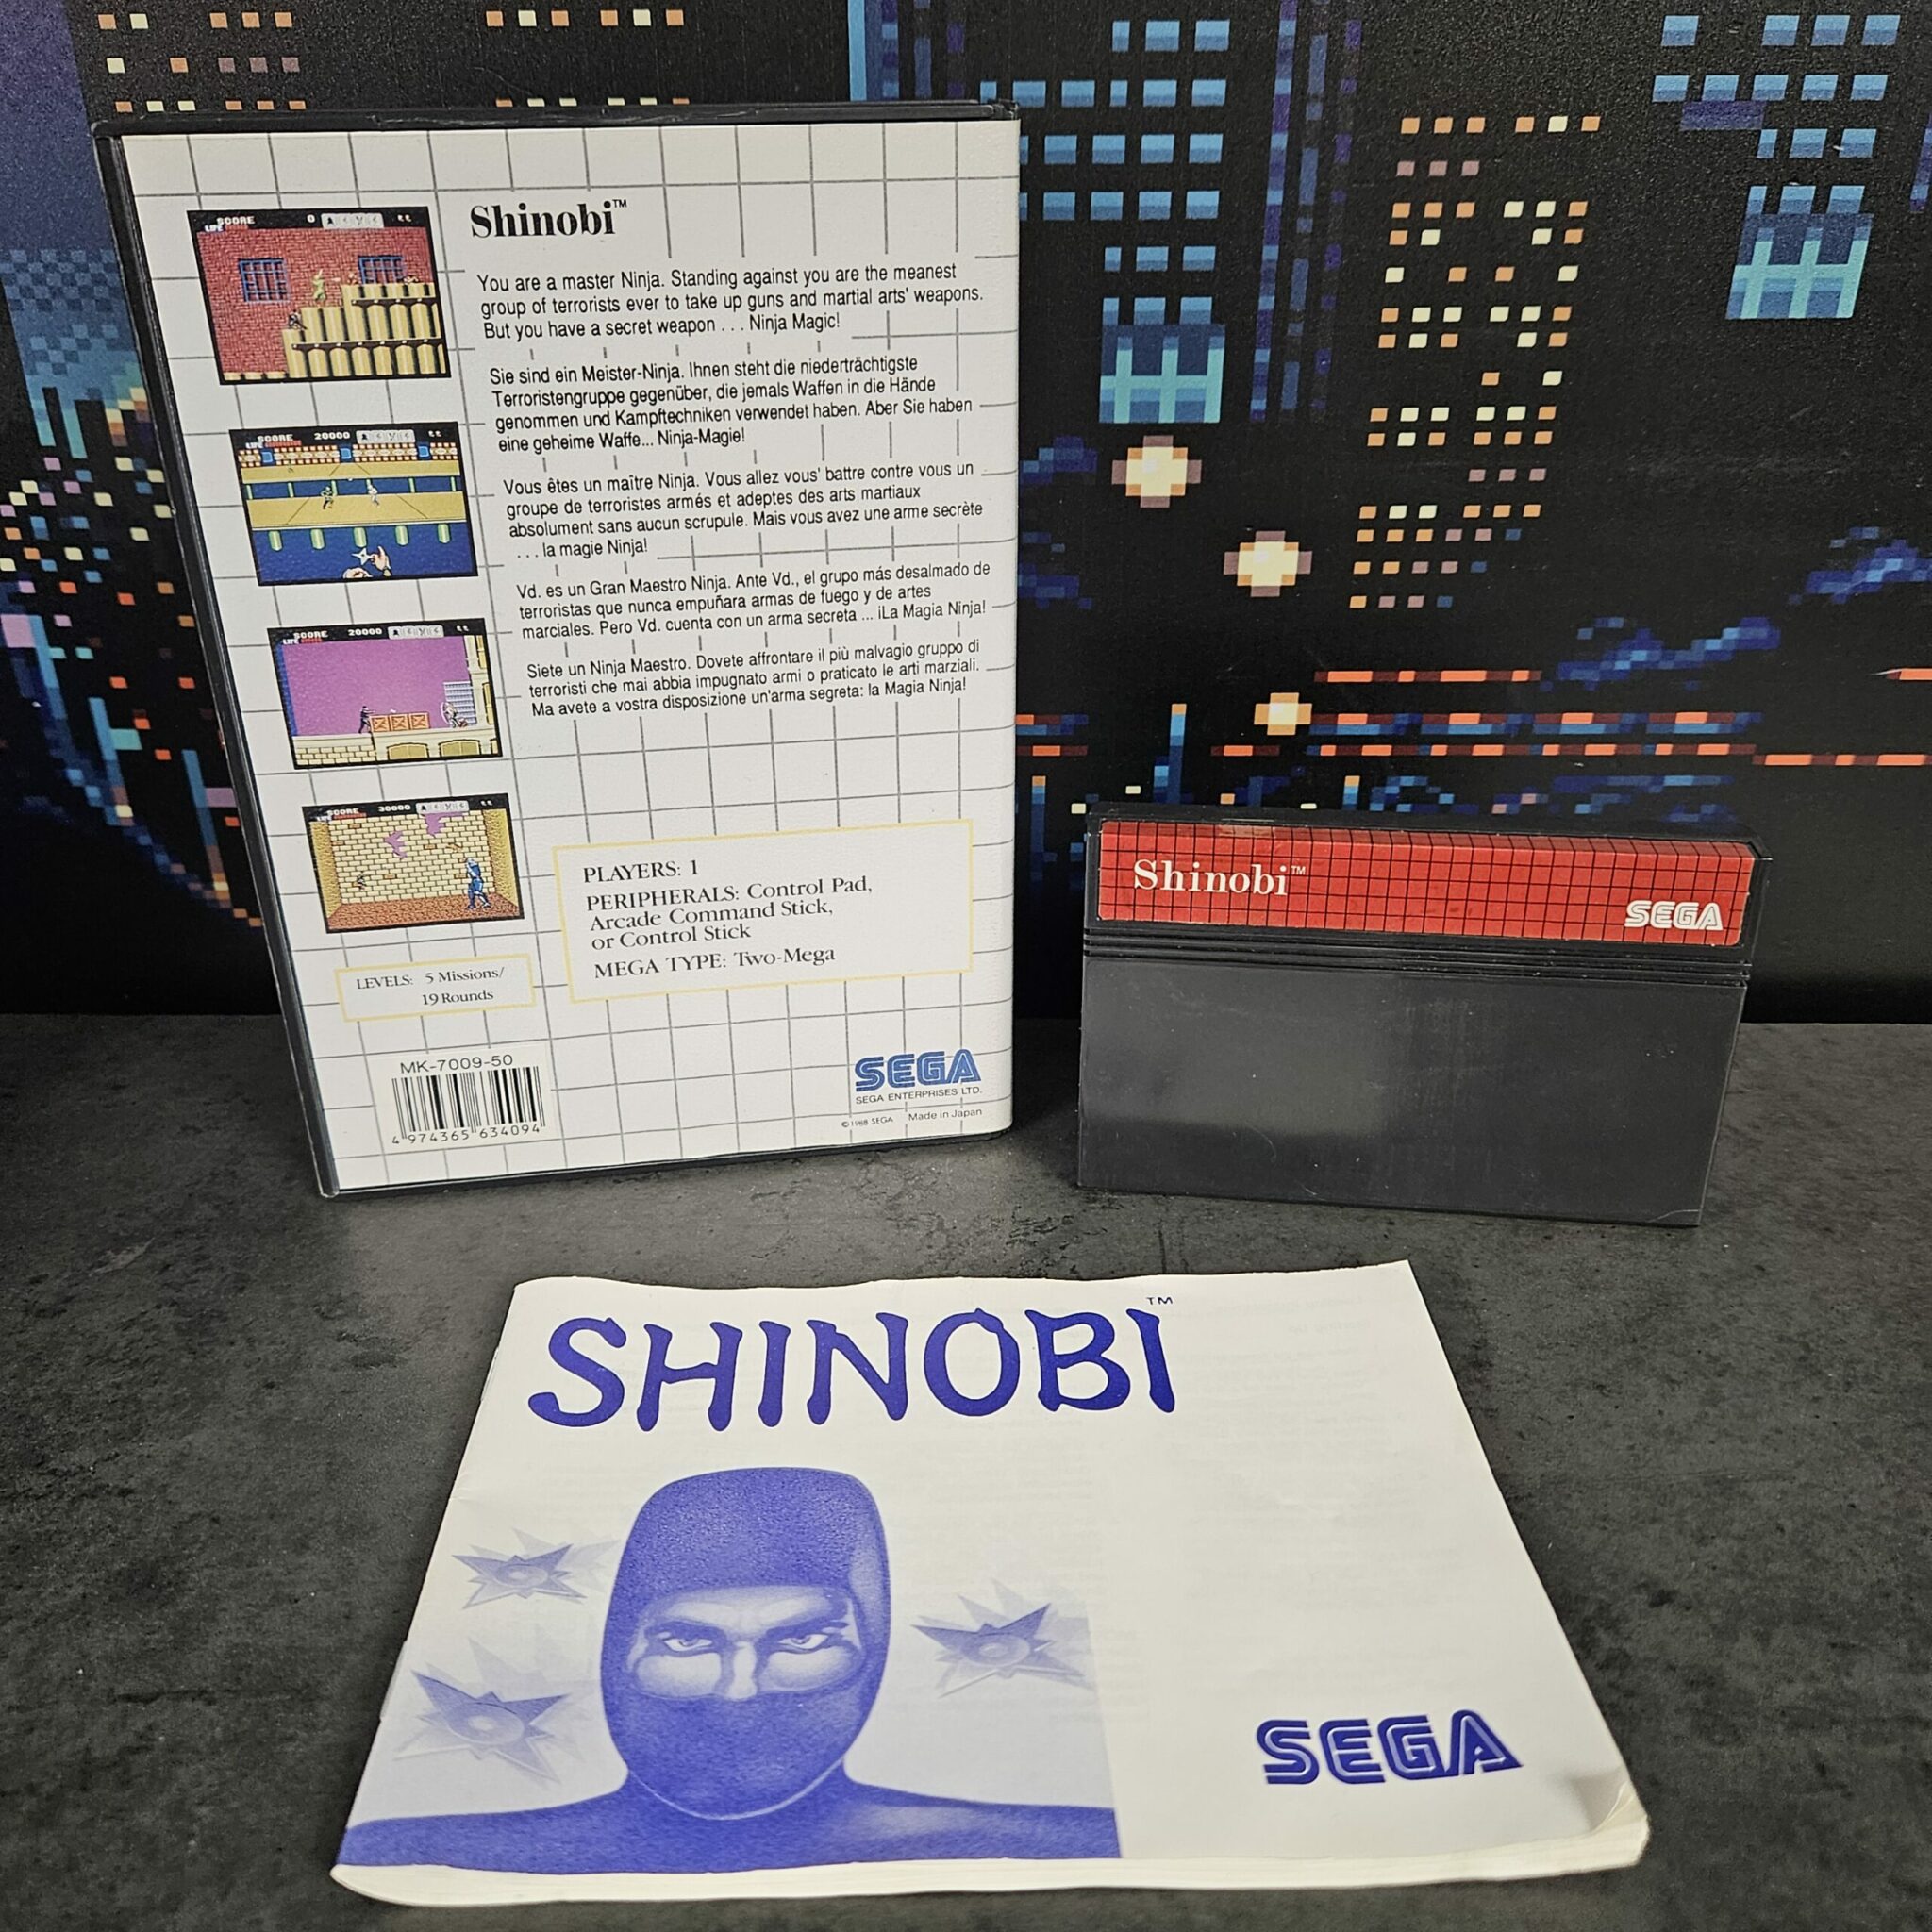 Shinobi™
You are a master Ninja. Standing against you are the meanest
group of terrorists ever to take up guns and martial arts' weapons.
But you have a secret weapon . . . Ninja Magic!
Sie sind ein Meister-Ninja. Ihnen steht die niederträchtigste
Terroristengruppe gegenüber, die jemals Waffen in die Hände
genommen und Kampftechniken verwendet haben. Aber Sie haben
eine geheime Waffe... Ninja-Magie!
Vous êtes un maître Ninja. Vous allez vous' battre contre vous un
groupe de terroristes armés et adeptes des arts martiaux
absolument sans aucun scrupule. Mais vous avez une arme secrète
. . . la magie Ninja!
Vd. es un Gran Maestro Ninja. Ante Vd., el grupo más desalmado de
terroristas que nunca empuñara armas de fuego y de artes
marciales. Pero Vd. cuenta con un arma secreta ... ¡La Magia Ninja!
Siete un Ninja Maestro. Dovete affrontare il più malvagio gruppo di
terroristi che mai abbia impugnato armi o praticato le arti marziali.
Ma avete a vostra disposizione un'arma segreta: la Magia Ninja!
SCORE 0
LIFE
SCORE 20000
LIFE
SCORE 20000
LIFE
SCORE 30000
LIFE
PLAYERS: 1
PERIPHERALS: Control Pad,
Arcade Command Stick,
or Control Stick
MEGA TYPE: Two-Mega
LEVELS: 5 Missions/
19 Rounds
MK-7009-50
4 974365 634094
SEGA
SEGA ENTERPRISES LTD.
©1988 SEGA Made in Japan
Shinobi™
SEGA
SHINOBI™
SEGA